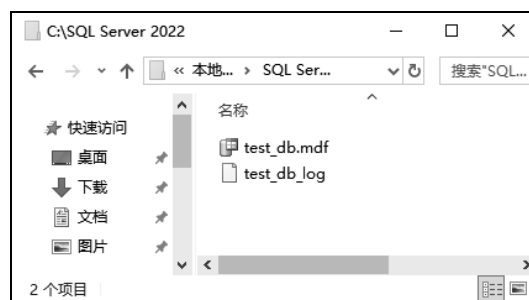 C:\SQL Server 2022
« 本地... › SQL Ser...
搜索"SQL...
快速访问
桌面
下载
文档
图片
名称
test_db.mdf
test_db_log
2 个项目